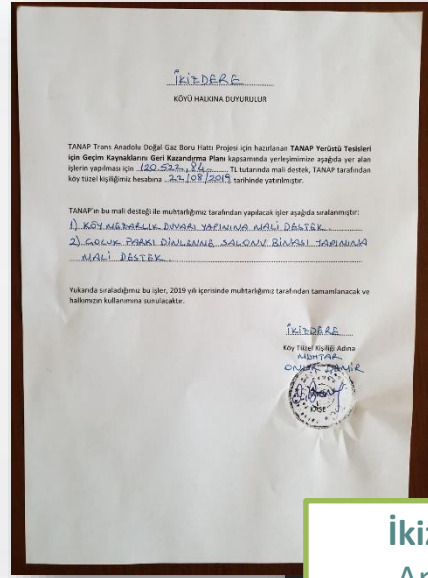 İKİZDERE
KÖYÜ HALKINA DUYURULUR
TANAP Trans Anadolu Doğal Gaz Boru Hattı Projesi için hazırlanan TANAP Yerüstü Tesisleri
için Geçim Kaynaklarını Geri Kazandırma Planı kapsamında yerleşimimize aşağıda yer alan
işlerin yapılması için 120.522,84 TL tutarında mali destek, TANAP tarafından
köy tüzel kişiliğimiz hesabına 22/08/2019 tarihinde yatırılmıştır.
TANAP'ın bu mali desteği ile muhtarlığımız tarafından yapılacak işler aşağıda sıralanmıştır:
1) KÖY MEZARLIK DUVARI YAPIMINA MALİ DESTEK
2) ÇOCUK PARKI DİNLENME SALONU BİNASI YAPIMINA
MALİ DESTEK
Yukarıda sıraladığımız bu işler, 2019 yılı içerisinde muhtarlığımız tarafından tamamlanacak ve
halkımızın kullanımına sunulacaktır.
İKİZDERE
Köy Tüzel Kişiliği Adına
MUHTAR
ONUR